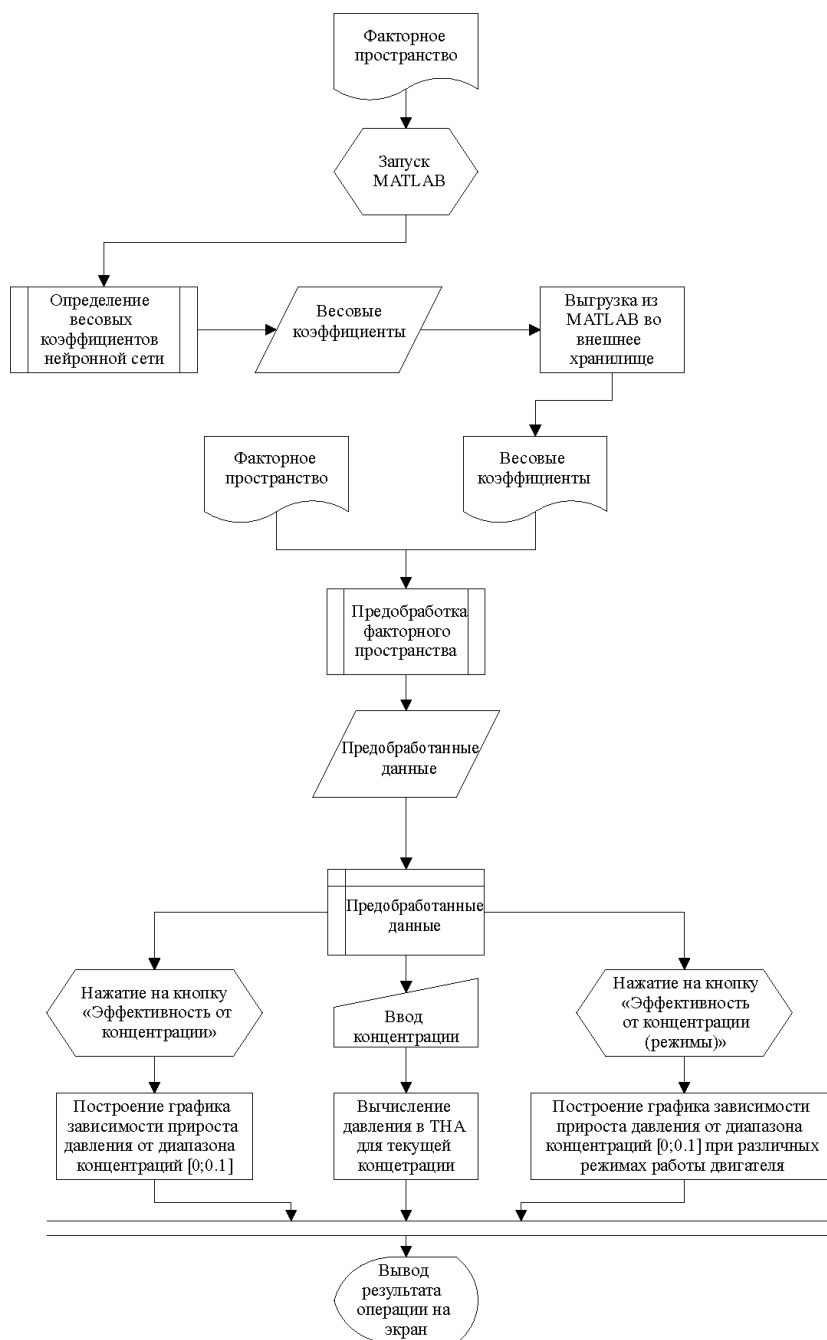 Факторное
пространство
Запуск
MATLAB
Определение
весовых
коэффициентов
нейронной сети
Весовые
коэффициенты
Выгрузка из
MATLAB во
внешнее
хранилище
Факторное
пространство
Весовые
коэффициенты
Предобработка
факторного
пространства
Предобработанные
данные
Предобработанные
данные
Нажатие на кнопку
«Эффективность от
концентрации»
Ввод
концентрации
Нажатие на кнопку
«Эффективность
от концентрации
(режимы)»
Построение графика
зависимости прироста
давления от диапазона
концентраций [0;0.1]
Вычисление
давления в ТНА
для текущей
концетрации
Построение графика зависимости
прироста давления от диапазона
концентраций [0;0.1] при различных
режимах работы двигателя
Вывод
результата
операции на
экран